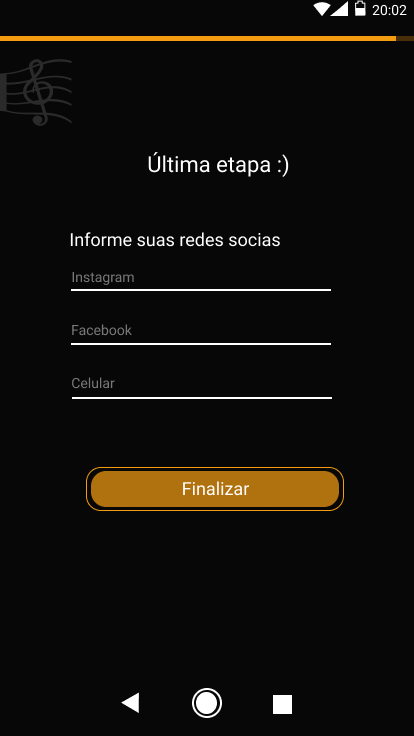 20:02
Última etapa :)
Informe suas redes socias
Instagram
Facebook
Celular
Finalizar